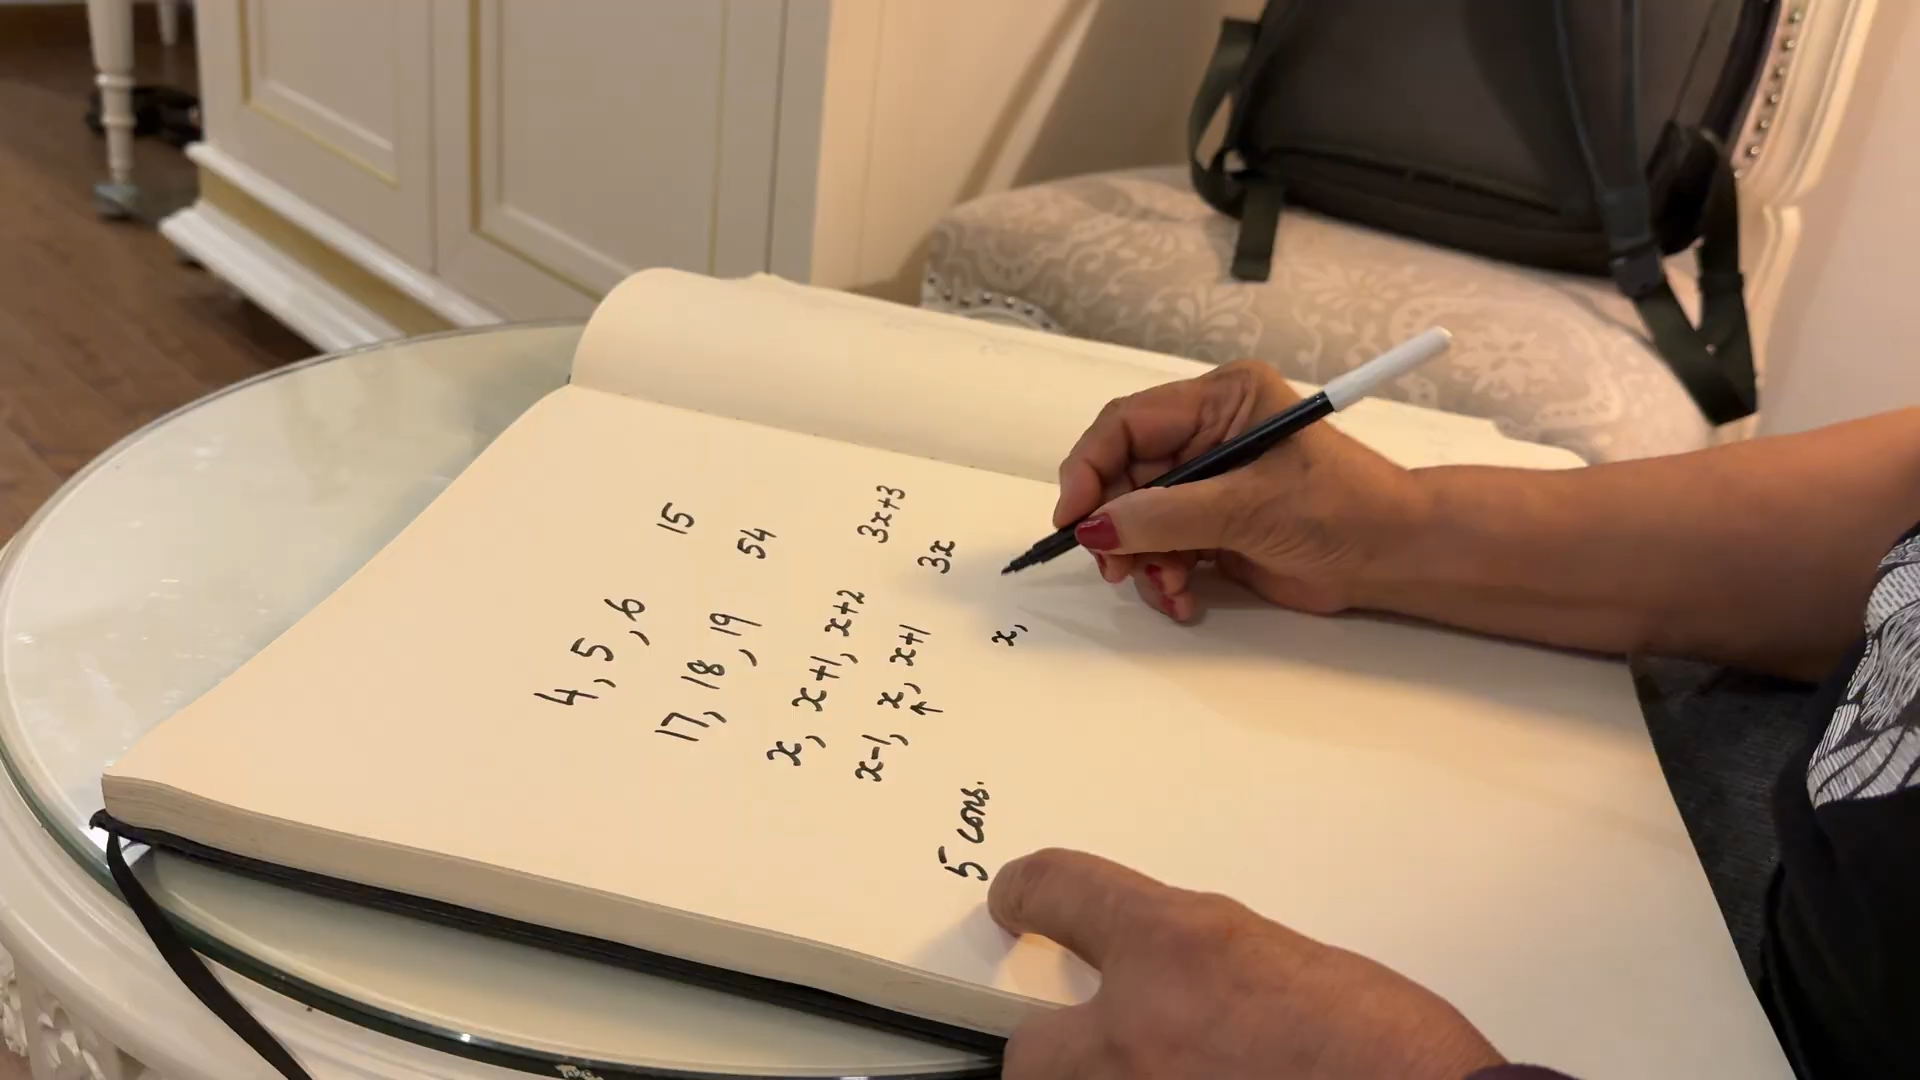 4, 5, 6 15
17, 18, 19 54
x, x+1, x+2 3x+3
x-1, x, x+1 3x
↑
5 cons. x,